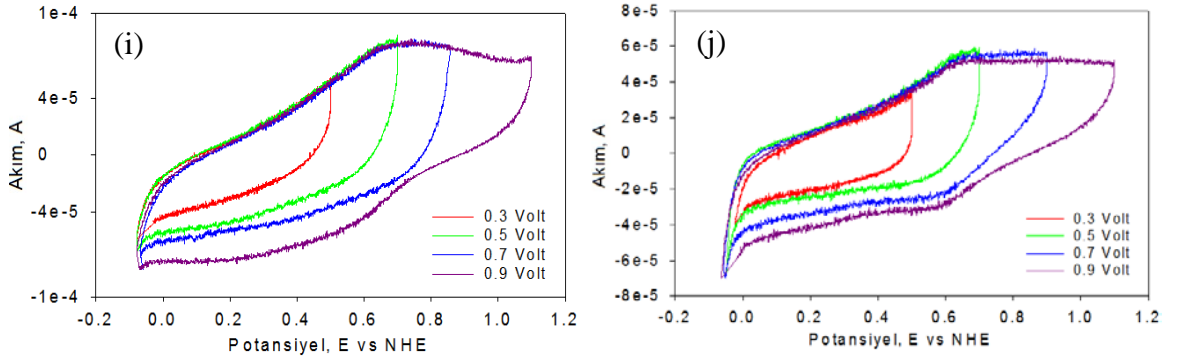 (i)
1e-4
4e-5
0
-4e-5
-1e-4
Akım, A
-0.2 0.0 0.2 0.4 0.6 0.8 1.0 1.2
Potansiyel, E vs NHE
0.3 Volt
0.5 Volt
0.7 Volt
0.9 Volt
(j)
8e-5
6e-5
4e-5
2e-5
0
-2e-5
-4e-5
-6e-5
-8e-5
Akım, A
-0.2 0.0 0.2 0.4 0.6 0.8 1.0 1.2
Potansiyel, E vs NHE
0.3 Volt
0.5 Volt
0.7 Volt
0.9 Volt